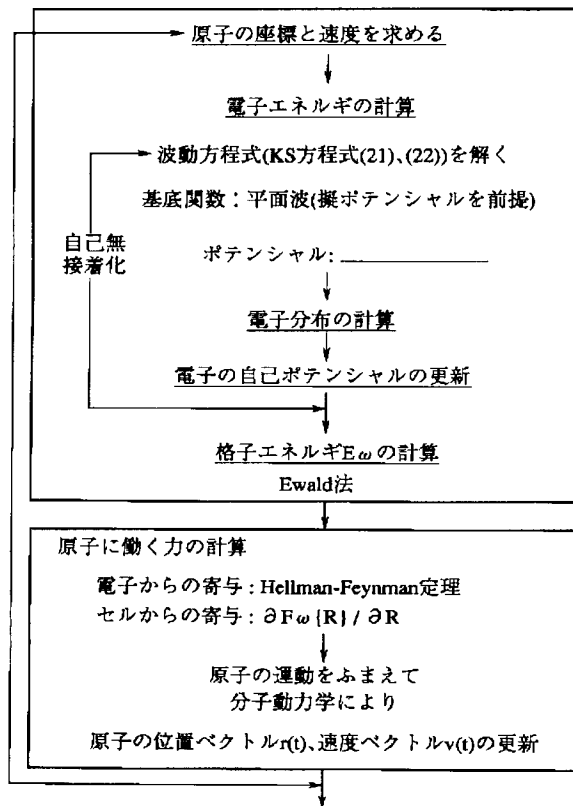 原子の座標と速度を求める
電子エネルギの計算
波動方程式(KS方程式(21)、(22))を解く
基底関数：平面波(擬ポテンシャルを前提)
自己無
接着化
ポテンシャル: ____________
電子分布の計算
電子の自己ポテンシャルの更新
格子エネルギEωの計算
Ewald法
原子に働く力の計算
電子からの寄与 : Hellman-Feynman定理
セルからの寄与 : ∂Fω{R} / ∂R
原子の運動をふまえて
分子動力学により
原子の位置ベクトルr(t)、速度ベクトルv(t)の更新